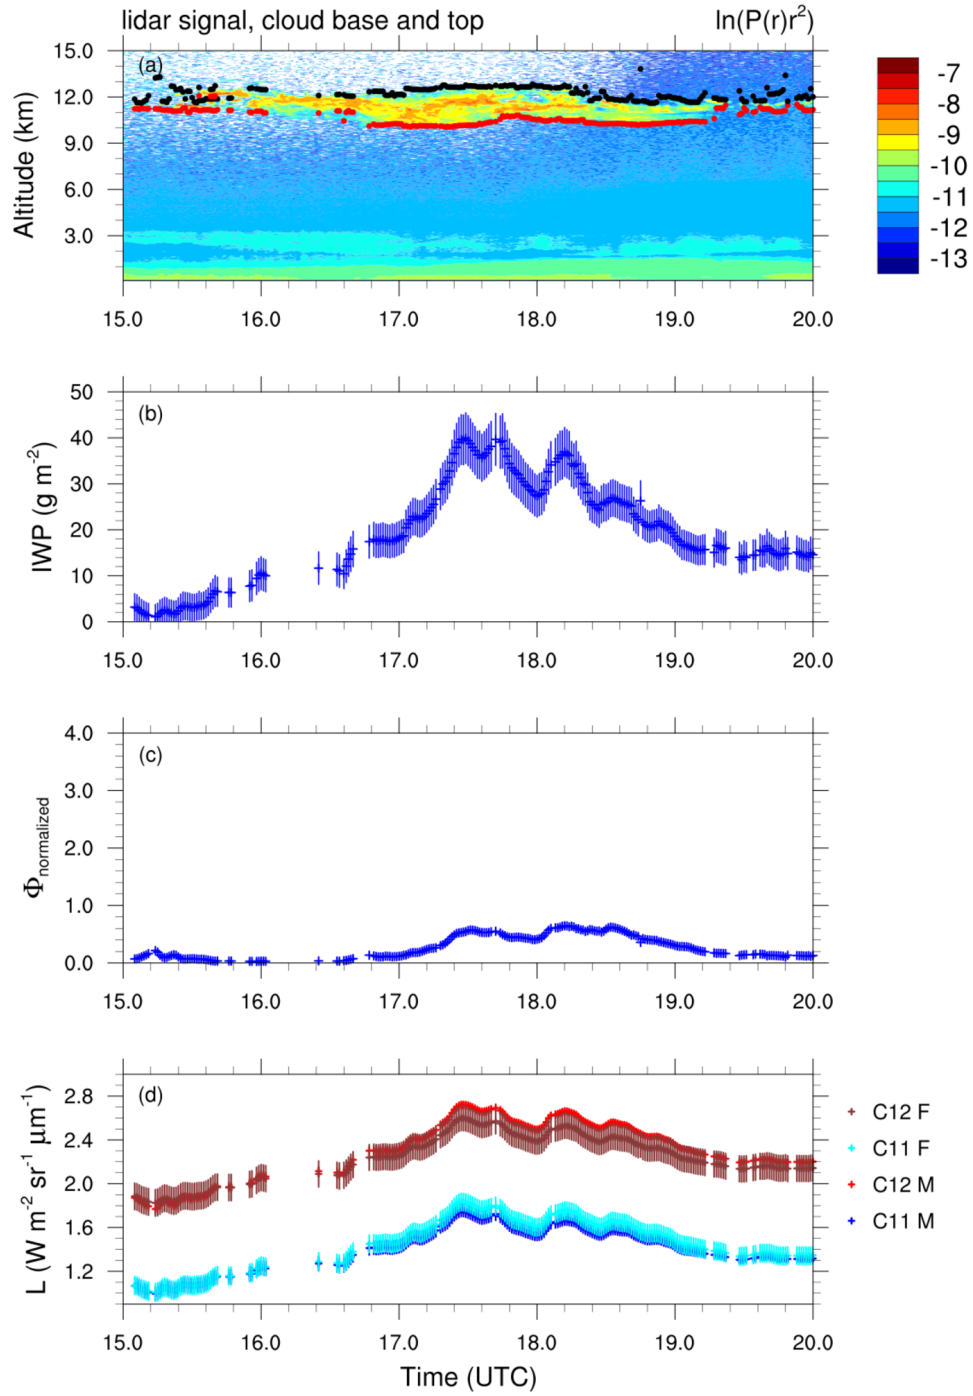 lidar signal, cloud base and top ln(P(r)r²)
(a)
15.0
12.0
9.0
6.0
3.0
Altitude (km)
15.0 16.0 17.0 18.0 19.0 20.0
-7
-8
-9
-10
-11
-12
-13
(b)
50
40
30
20
10
0
IWP (g m⁻²)
15.0 16.0 17.0 18.0 19.0 20.0
(c)
4.0
3.0
2.0
1.0
0.0
Φnormalized
15.0 16.0 17.0 18.0 19.0 20.0
(d)
2.8
2.4
2.0
1.6
1.2
L (W m⁻² sr⁻¹ μm⁻¹)
15.0 16.0 17.0 18.0 19.0 20.0
Time (UTC)
C12 F
C11 F
C12 M
C11 M